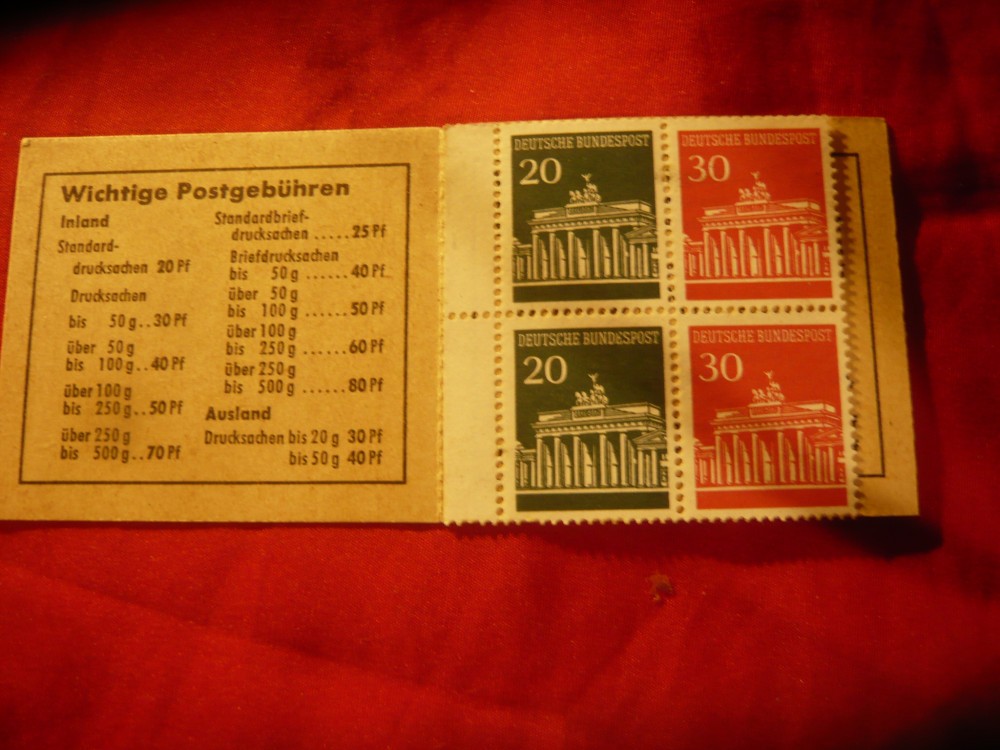 Wichtige Postgebühren
Inland
Standard-
drucksachen 20 Pf
Drucksachen
bis 50 g..30 Pf
über 50 g
bis 100 g..40 Pf
über 100 g
bis 250 g..50 Pf
über 250 g
bis 500 g..70 Pf
Standardbrief-
drucksachen .....25 Pf
Briefdrucksachen
bis 50 g ......40 Pf
über 50 g
bis 100 g ......50 Pf
über 100 g
bis 250 g ......60 Pf
über 250 g
bis 500 g ......80 Pf
Ausland
Drucksachen bis 20 g 30 Pf
bis 50 g 40 Pf
DEUTSCHE BUNDESPOST
20
DEUTSCHE BUNDESPOST
30
DEUTSCHE BUNDESPOST
20
DEUTSCHE BUNDESPOST
30